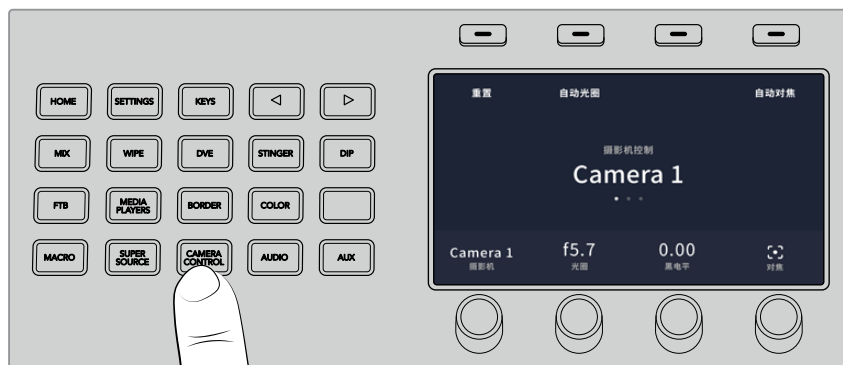 HOME
SETTINGS
KEYS
MIX
WIPE
DVE
STINGER
DIP
FTB
MEDIA
PLAYERS
BORDER
COLOR
MACRO
SUPER
SOURCE
CAMERA
CONTROL
AUDIO
AUX
重置
自动光圈
自动对焦
摄影机控制
Camera 1
Camera 1
f5.7
0.00
摄影机
光圈
黑电平
对焦